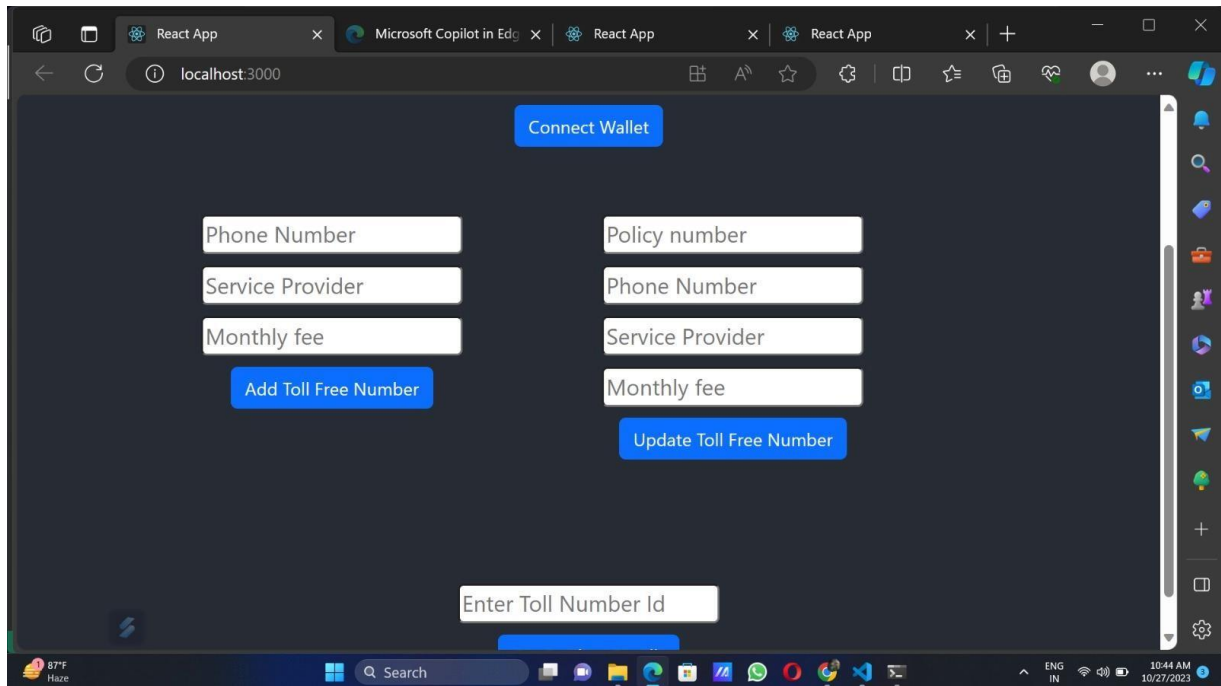 React App
Microsoft Copilot in Edg
React App
React App
localhost:3000
Connect Wallet
Phone Number
Service Provider
Monthly fee
Add Toll Free Number
Policy number
Phone Number
Service Provider
Monthly fee
Update Toll Free Number
Enter Toll Number Id
1
87°F
Haze
Search
ENG
IN
10:44 AM
10/27/2023
3